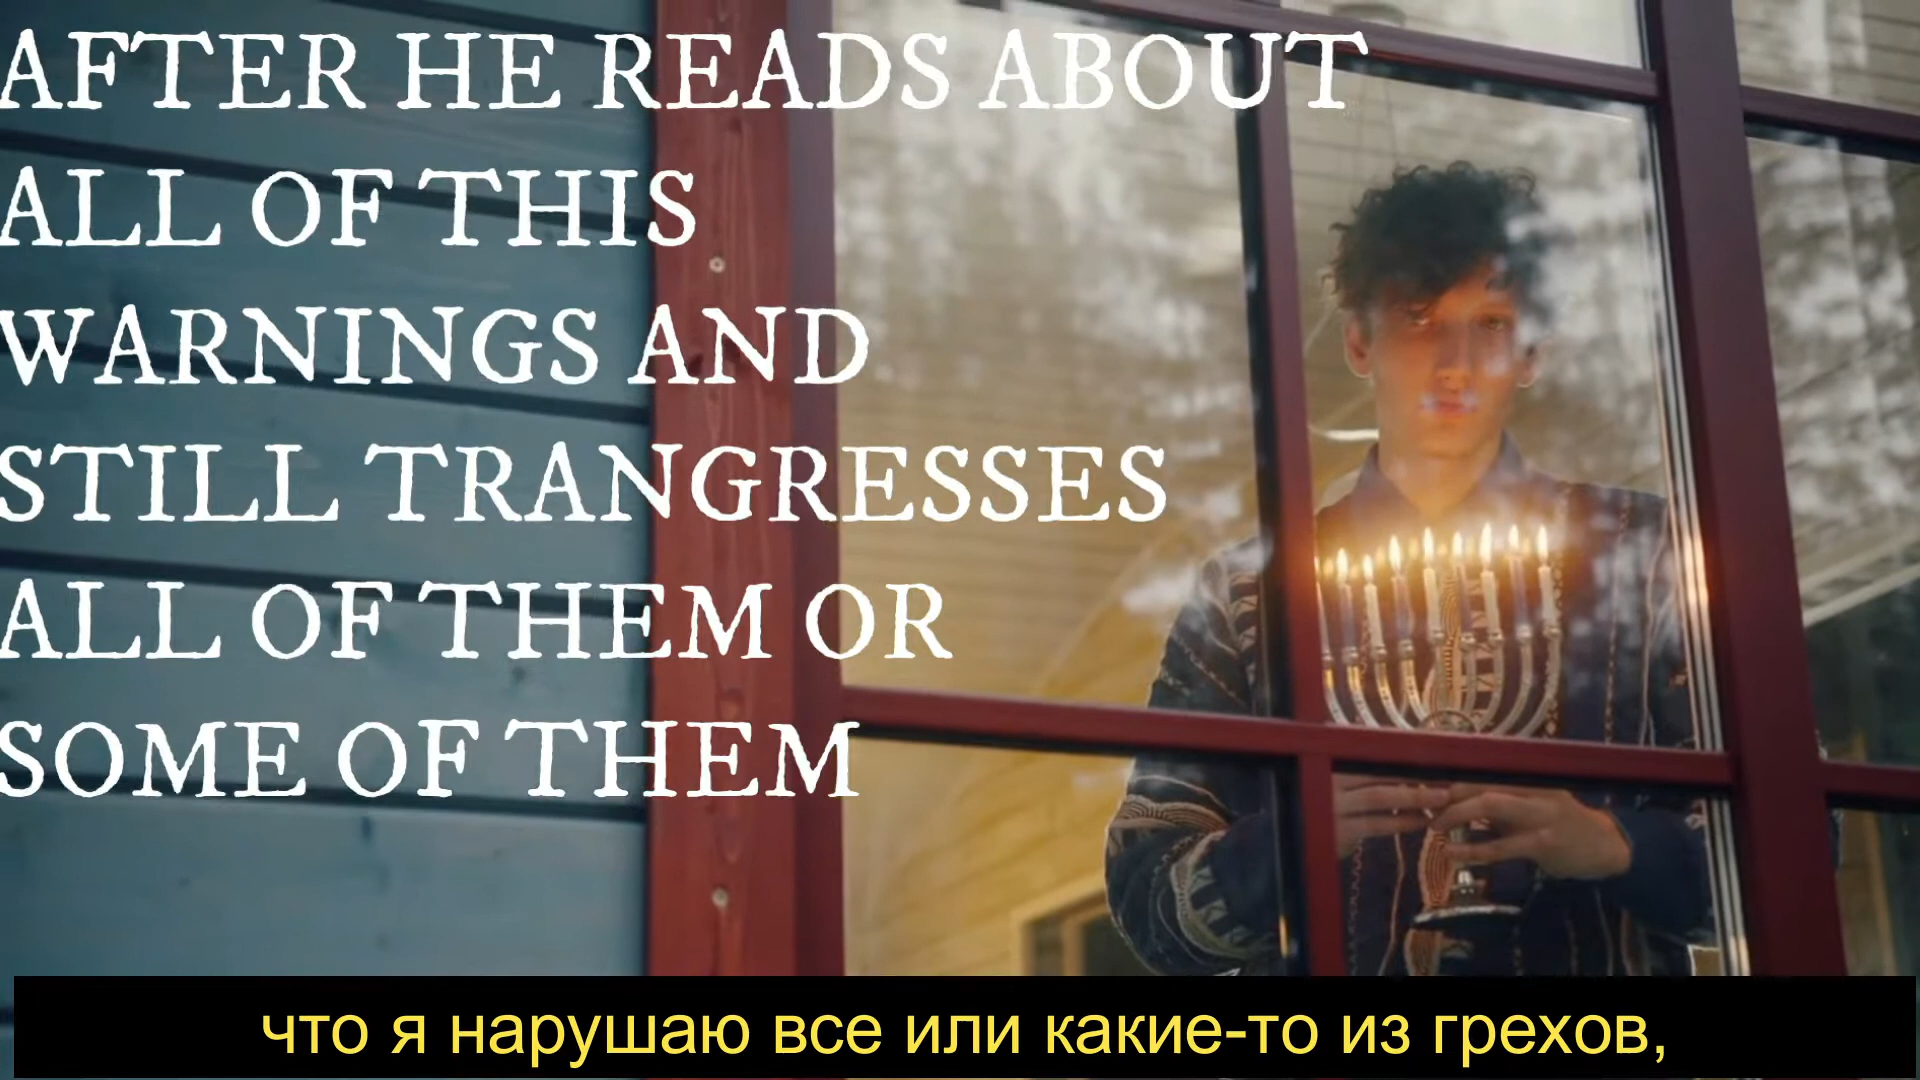 AFTER HE READS ABOUT
ALL OF THIS
WARNINGS AND
STILL TRANGRESSES
ALL OF THEM OR
SOME OF THEM
что я нарушаю все или какие-то из грехов,